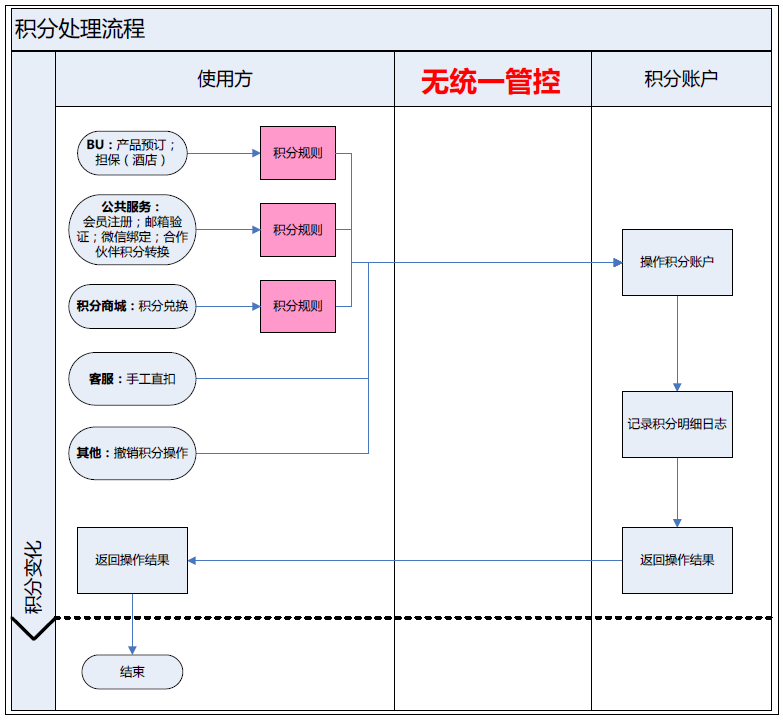 积分处理流程
使用方
无统一管控
积分账户
BU：产品预订；
担保（酒店）
积分规则
公共服务：
会员注册；邮箱验
证；微信绑定；合作
伙伴积分转换
积分规则
操作积分账户
积分商城：积分兑换
积分规则
客服：手工直扣
记录积分明细日志
其他：撤销积分操作
返回操作结果
返回操作结果
积分变化
结束